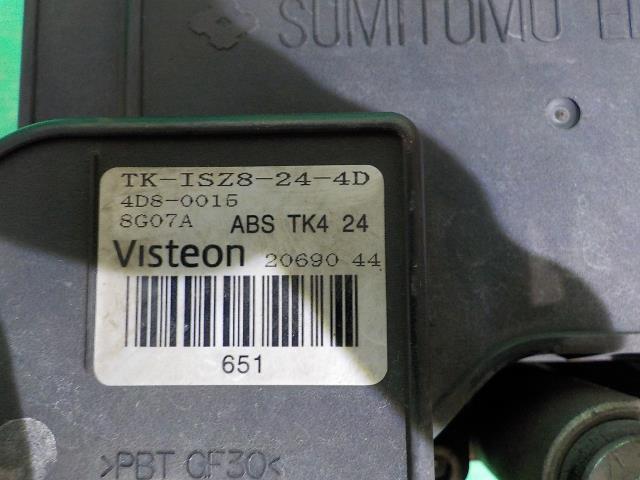 SUMITOMO
TK-ISZ8-24-4D
4D8-0015
8G07A ABS TK4 24
Visteon 20690 44
651
>PBT GF30<